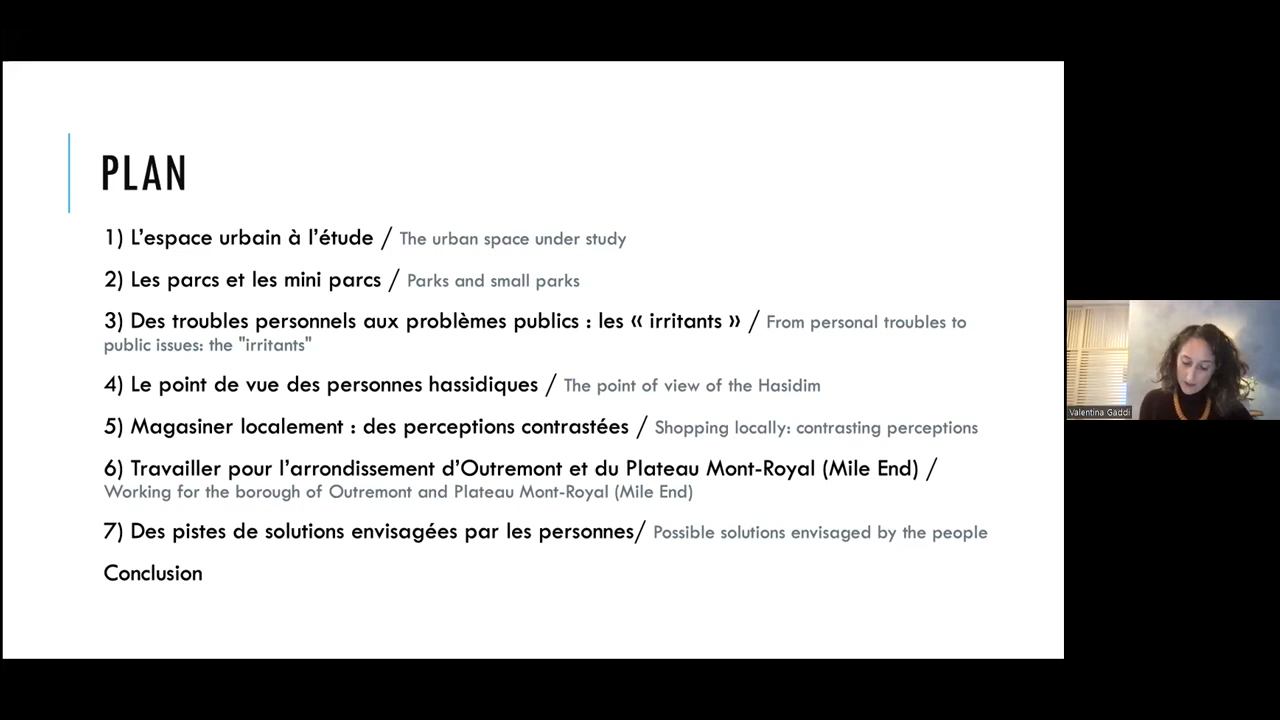 PLAN
1) L'espace urbain à l'étude / The urban space under study
2) Les parcs et les mini parcs / Parks and small parks
3) Des troubles personnels aux problèmes publics : les « irritants » / From personal troubles to
public issues: the "irritants"
4) Le point de vue des personnes hassidiques / The point of view of the Hasidim
5) Magasiner localement : des perceptions contrastées / Shopping locally: contrasting perceptions
6) Travailler pour l'arrondissement d'Outremont et du Plateau Mont-Royal (Mile End) /
Working for the borough of Outremont and Plateau Mont-Royal (Mile End)
7) Des pistes de solutions envisagées par les personnes/ Possible solutions envisaged by the people
Conclusion
Valentina Gaddi